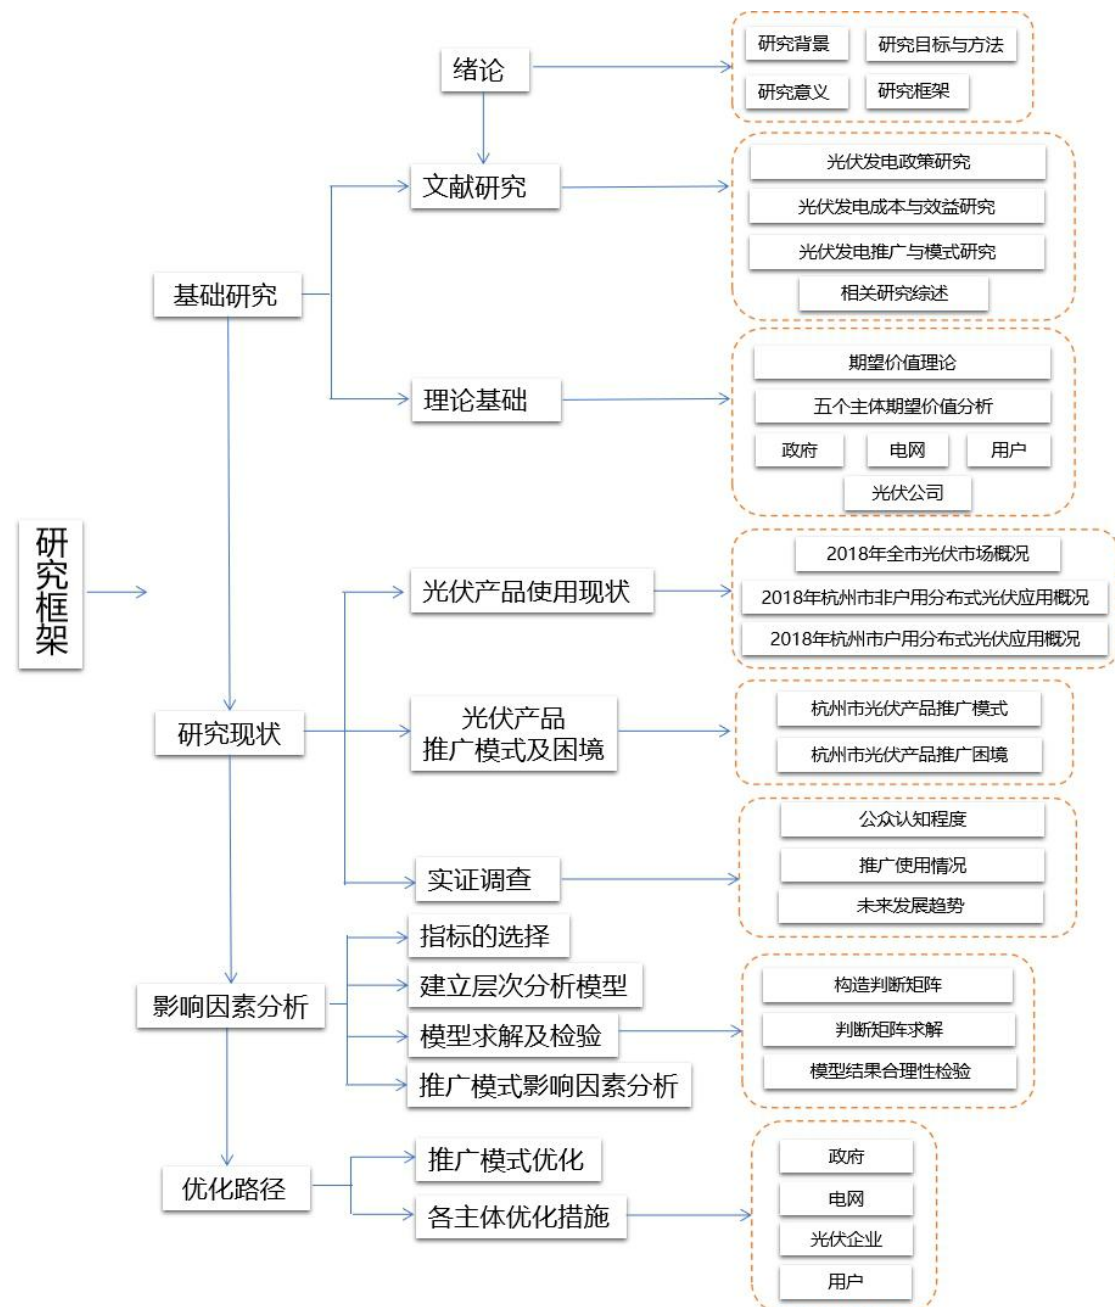 绪论
研究背景
研究目标与方法
研究意义
研究框架
文献研究
光伏发电政策研究
光伏发电成本与效益研究
光伏发电推广与模式研究
相关研究综述
基础研究
理论基础
期望价值理论
五个主体期望价值分析
政府
电网
用户
光伏公司
研究框架
光伏产品使用现状
2018年全市光伏市场概况
2018年杭州市非户用分布式光伏应用概况
2018年杭州市户用分布式光伏应用概况
研究现状
光伏产品
推广模式及困境
杭州市光伏产品推广模式
杭州市光伏产品推广困境
实证调查
公众认知程度
推广使用情况
未来发展趋势
影响因素分析
指标的选择
建立层次分析模型
模型求解及检验
推广模式影响因素分析
构造判断矩阵
判断矩阵求解
模型结果合理性检验
优化路径
推广模式优化
各主体优化措施
政府
电网
光伏企业
用户